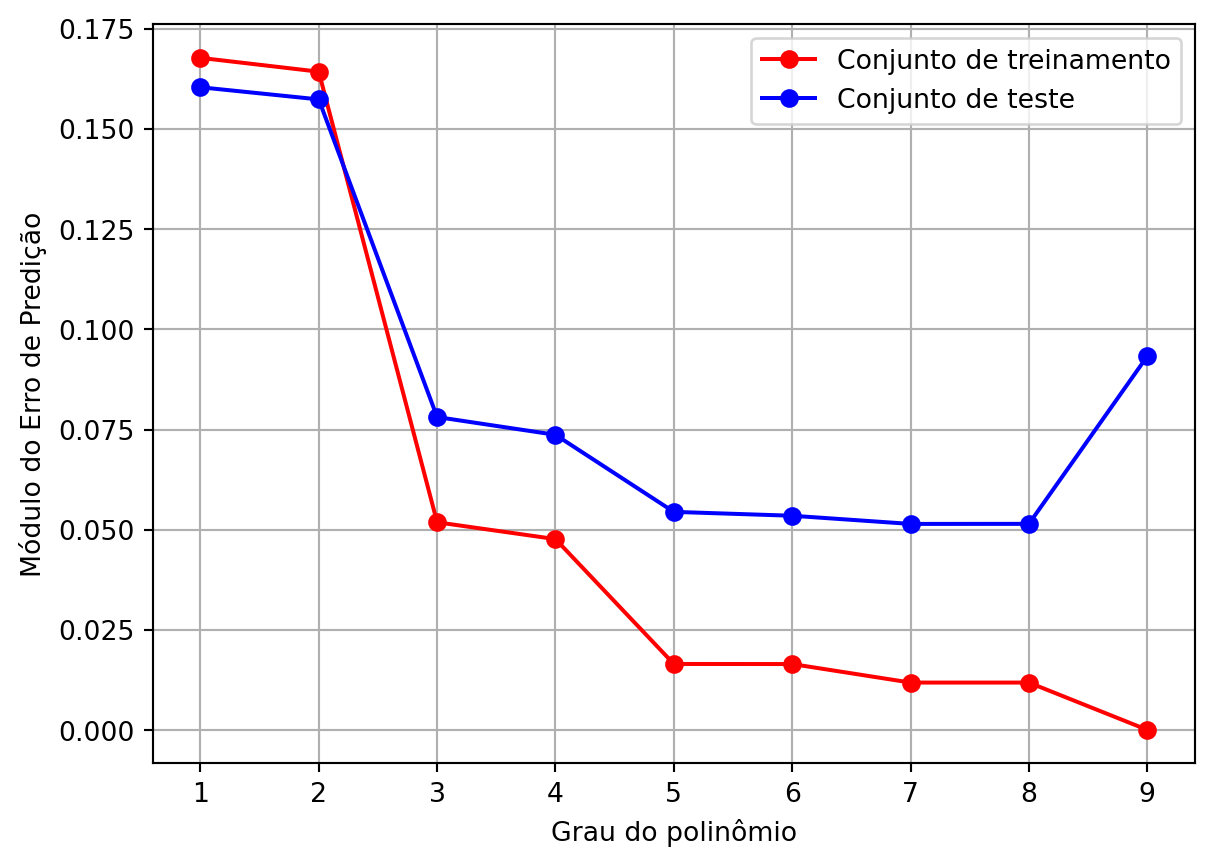 0.175
0.150
0.125
0.100
0.075
0.050
0.025
0.000
Módulo do Erro de Predição
Conjunto de treinamento
Conjunto de teste
1 2 3 4 5 6 7 8 9
Grau do polinômio